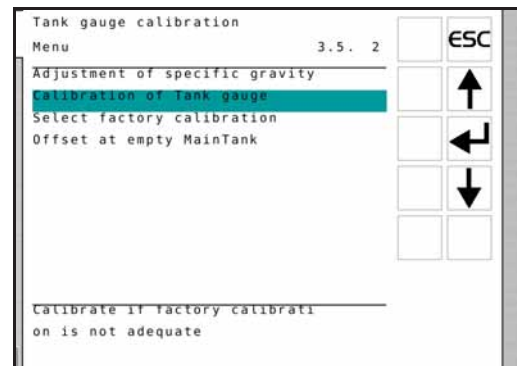 Tank gauge calibration
Menu 3.5. 2
ESC
Adjustment of specific gravity
Calibration of Tank gauge
Select factory calibration
Offset at empty MainTank
Calibrate if factory calibrati
on is not adequate